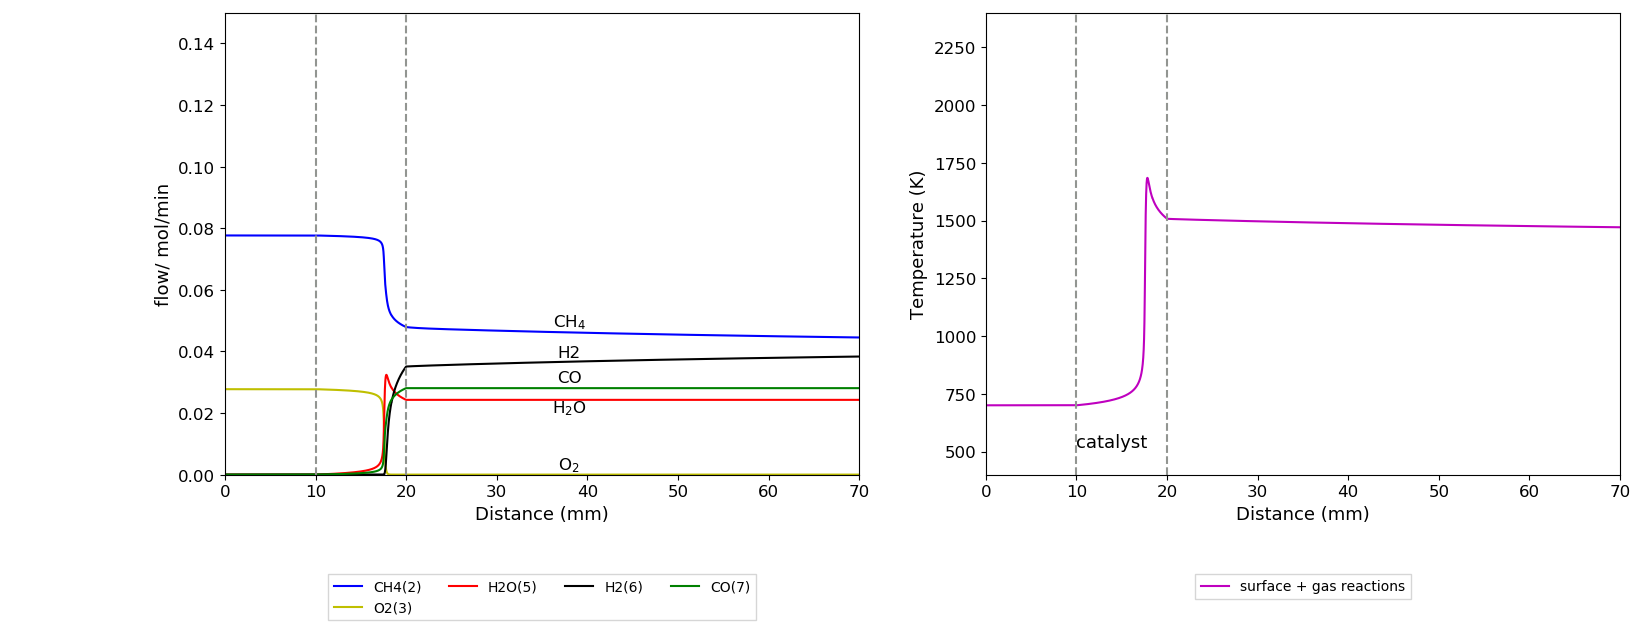 0.14
0.12
0.10
0.08
0.06
0.04
0.02
0.00
flow/ mol/min
CH₄
H2
CO
H₂O
O₂
0 10 20 30 40 50 60 70
Distance (mm)
CH4(2) H2O(5) H2(6) CO(7)
O2(3)
2250
2000
1750
1500
1250
1000
750
500
Temperature (K)
catalyst
0 10 20 30 40 50 60 70
Distance (mm)
surface + gas reactions